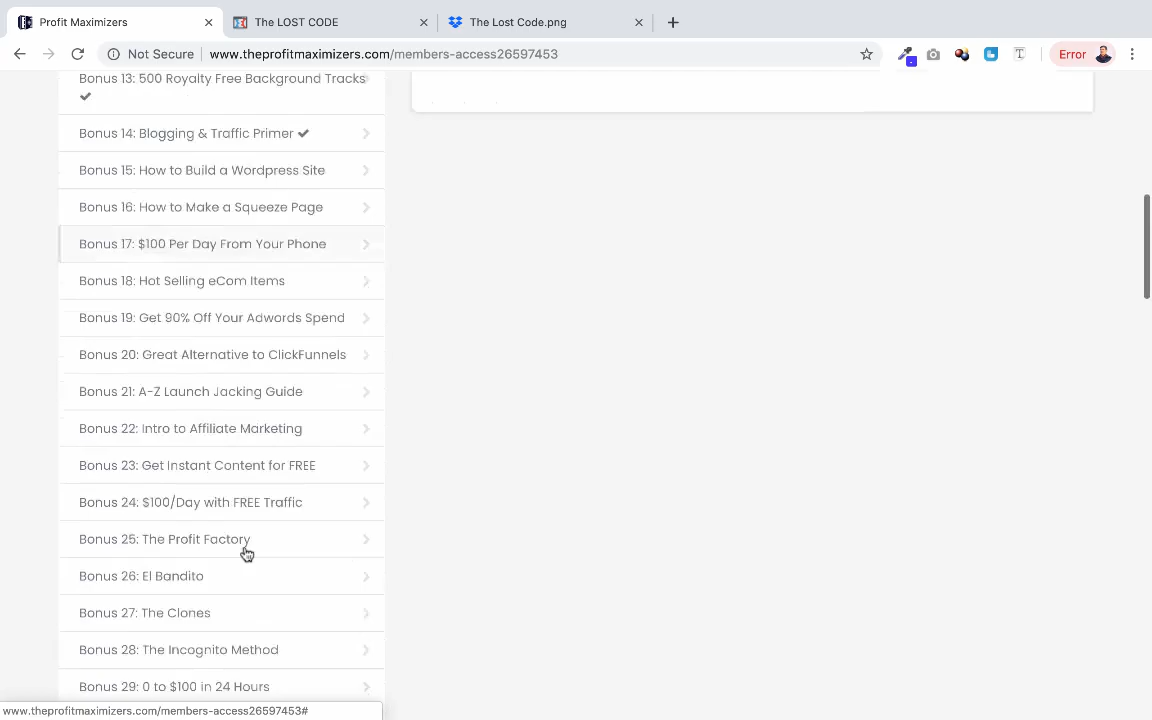 Profit Maximizers
The LOST CODE
The Lost Code.png
Not Secure
www.theprofitmaximizers.com/members-access26597453
Error
Bonus 13: 500 Royalty Free Background Tracks
Bonus 14: Blogging & Traffic Primer
Bonus 15: How to Build a Wordpress Site
Bonus 16: How to Make a Squeeze Page
Bonus 17: $100 Per Day From Your Phone
Bonus 18: Hot Selling eCom Items
Bonus 19: Get 90% Off Your Adwords Spend
Bonus 20: Great Alternative to ClickFunnels
Bonus 21: A-Z Launch Jacking Guide
Bonus 22: Intro to Affiliate Marketing
Bonus 23: Get Instant Content for FREE
Bonus 24: $100/Day with FREE Traffic
Bonus 25: The Profit Factory
Bonus 26: El Bandito
Bonus 27: The Clones
Bonus 28: The Incognito Method
Bonus 29: 0 to $100 in 24 Hours
www.theprofitmaximizers.com/members-access26597453#